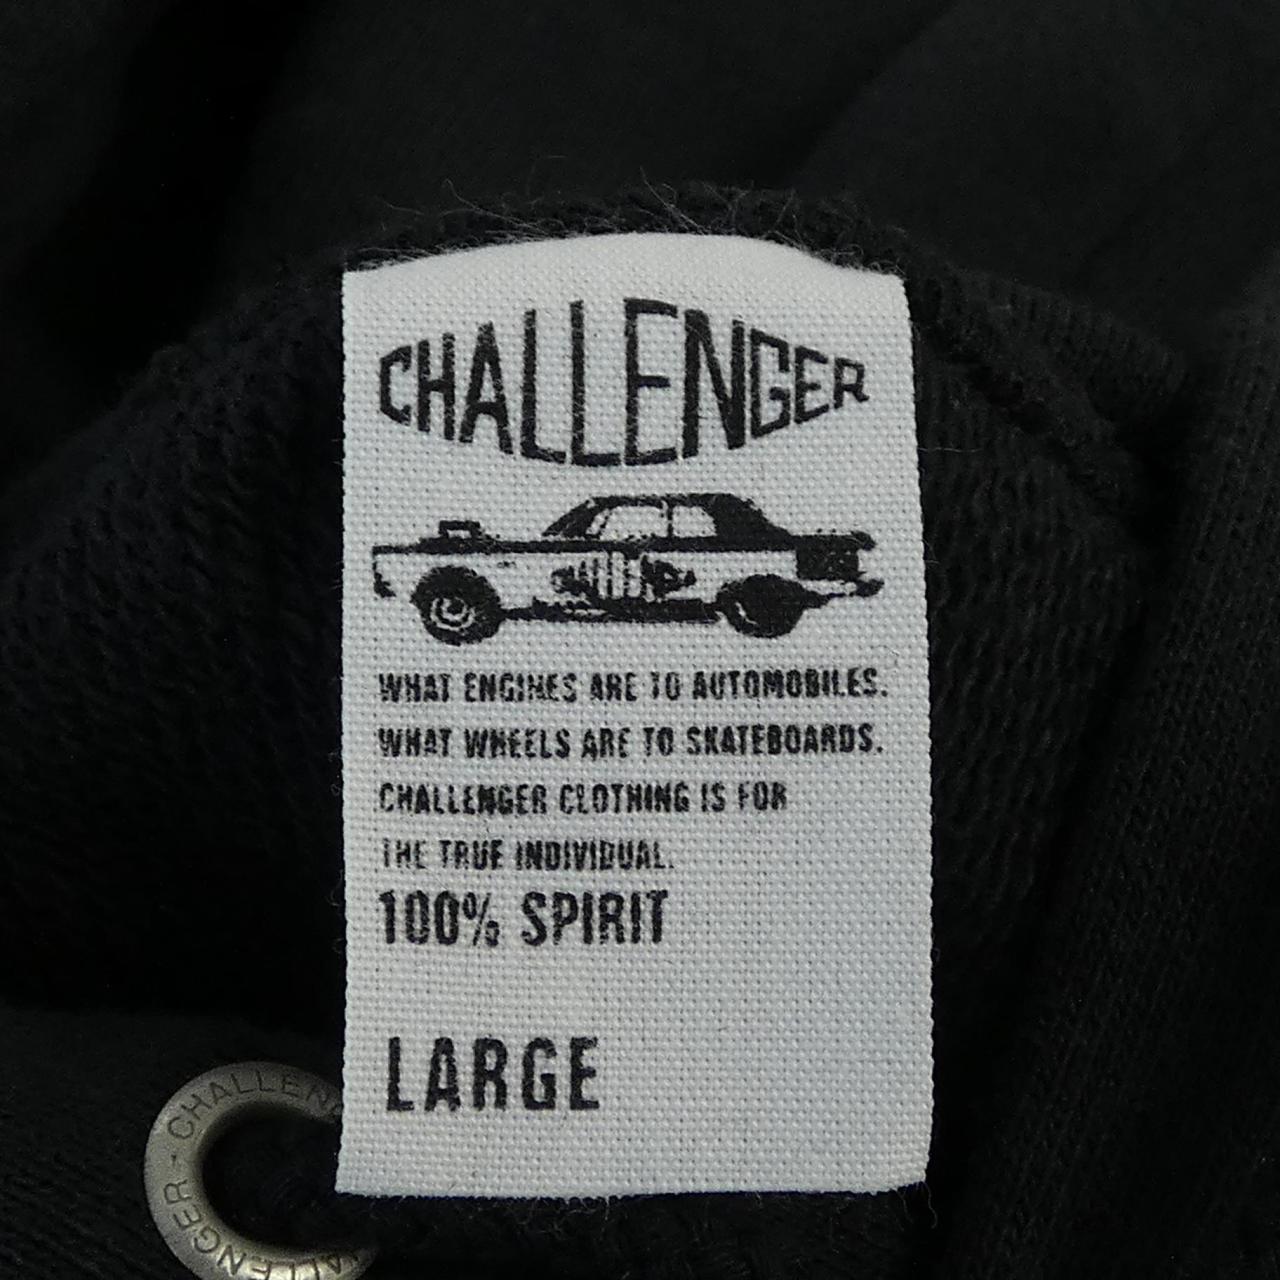 CHALLENGER
WHAT ENGINES ARE TO AUTOMOBILES.
WHAT WHEELS ARE TO SKATEBOARDS.
CHALLENGER CLOTHING IS FOR
THE TRUE INDIVIDUAL.
100% SPIRIT
LARGE
CHALLENGER - CHALLENGER